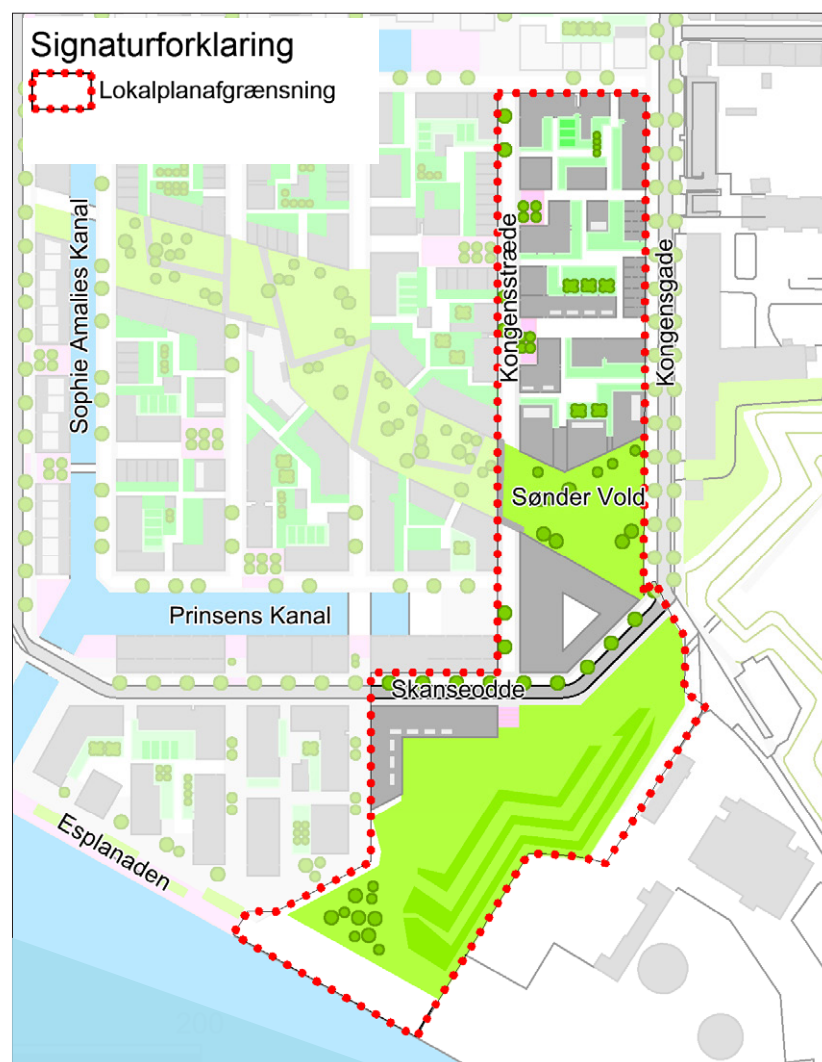 Signaturforklaring
Lokalplanafgrænsning
Sophie Amalies Kanal
Kongensstræde
Kongensgade
Sønder Vold
Prinsens Kanal
Skanseodde
Esplanaden